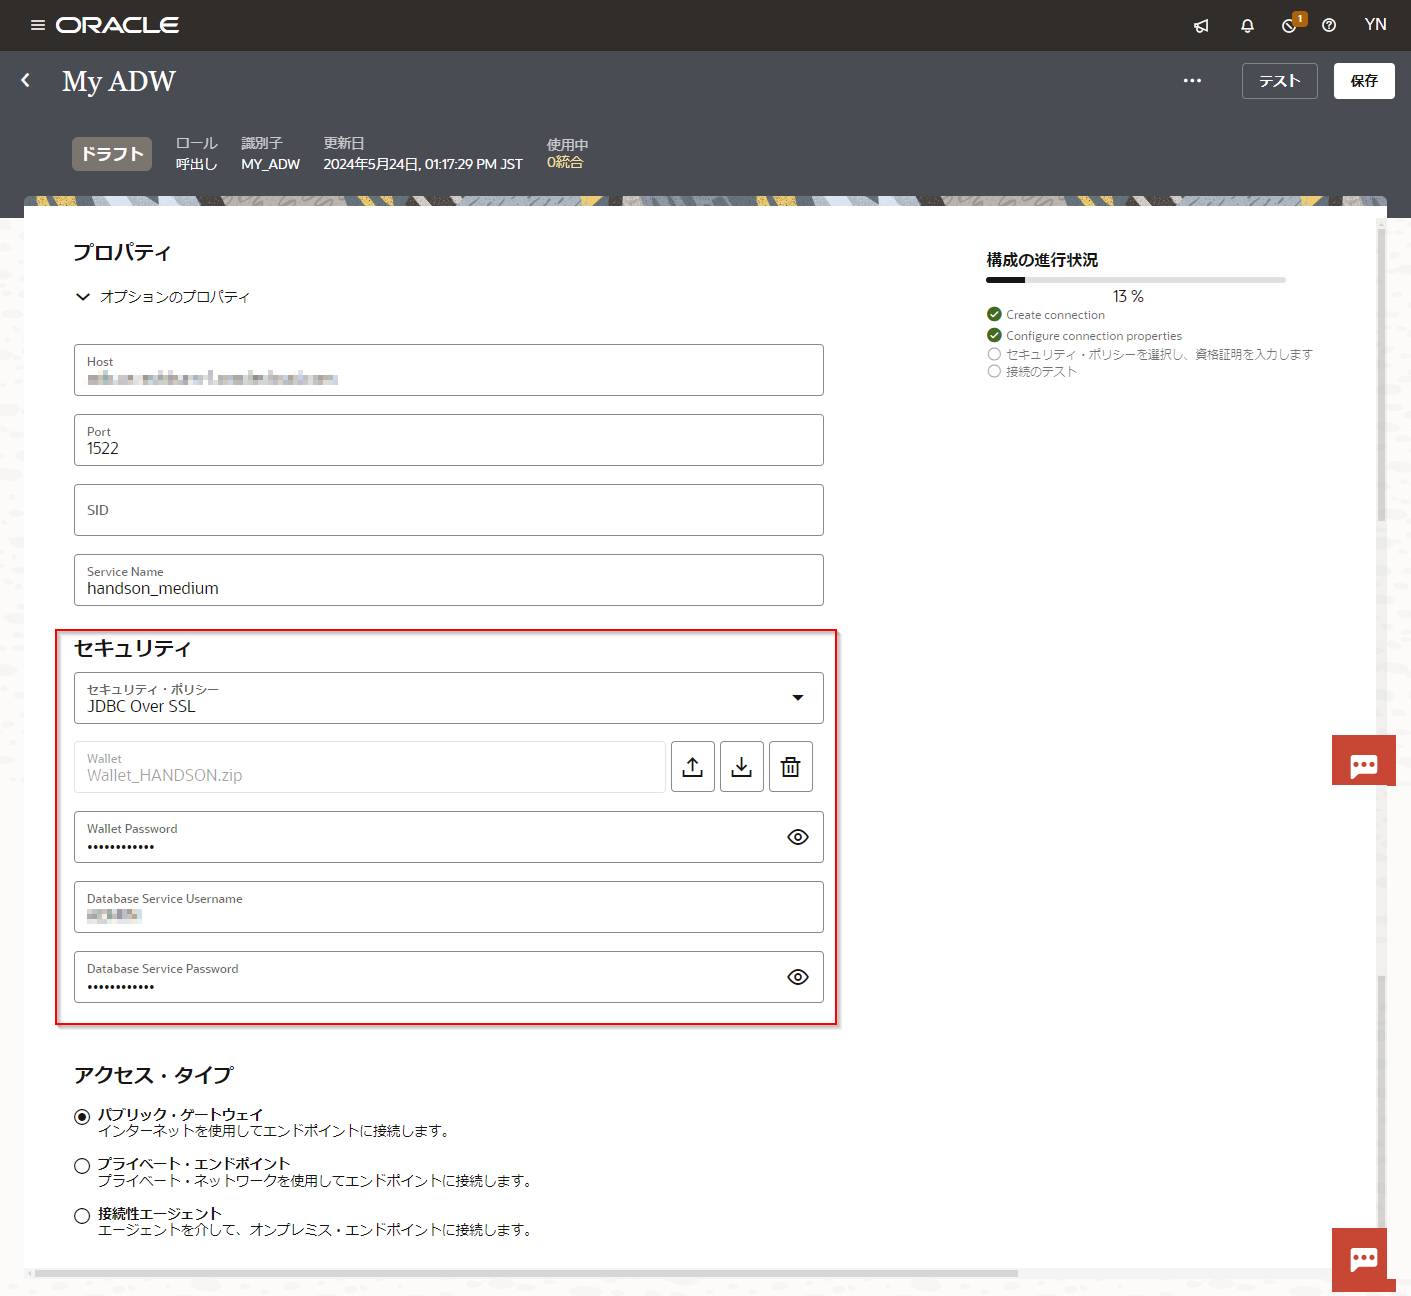 ORACLE
1
YN
My ADW
テスト
保存
ドラフト
ロール
呼出し
識別子
MY_ADW
更新日
2024年5月24日, 01:17:29 PM JST
使用中
0統合
プロパティ
オプションのプロパティ
Host
Port
1522
SID
Service Name
handson_medium
セキュリティ
セキュリティ・ポリシー
JDBC Over SSL
Wallet
Wallet_HANDSON.zip
Wallet Password
••••••••••••
Database Service Username
Database Service Password
••••••••••••
アクセス・タイプ
パブリック・ゲートウェイ
インターネットを使用してエンドポイントに接続します。
プライベート・エンドポイント
プライベート・ネットワークを使用してエンドポイントに接続します。
接続性エージェント
エージェントを介して、オンプレミス・エンドポイントに接続します。
構成の進行状況
13 %
Create connection
Configure connection properties
セキュリティ・ポリシーを選択し、資格証明を入力します
接続のテスト